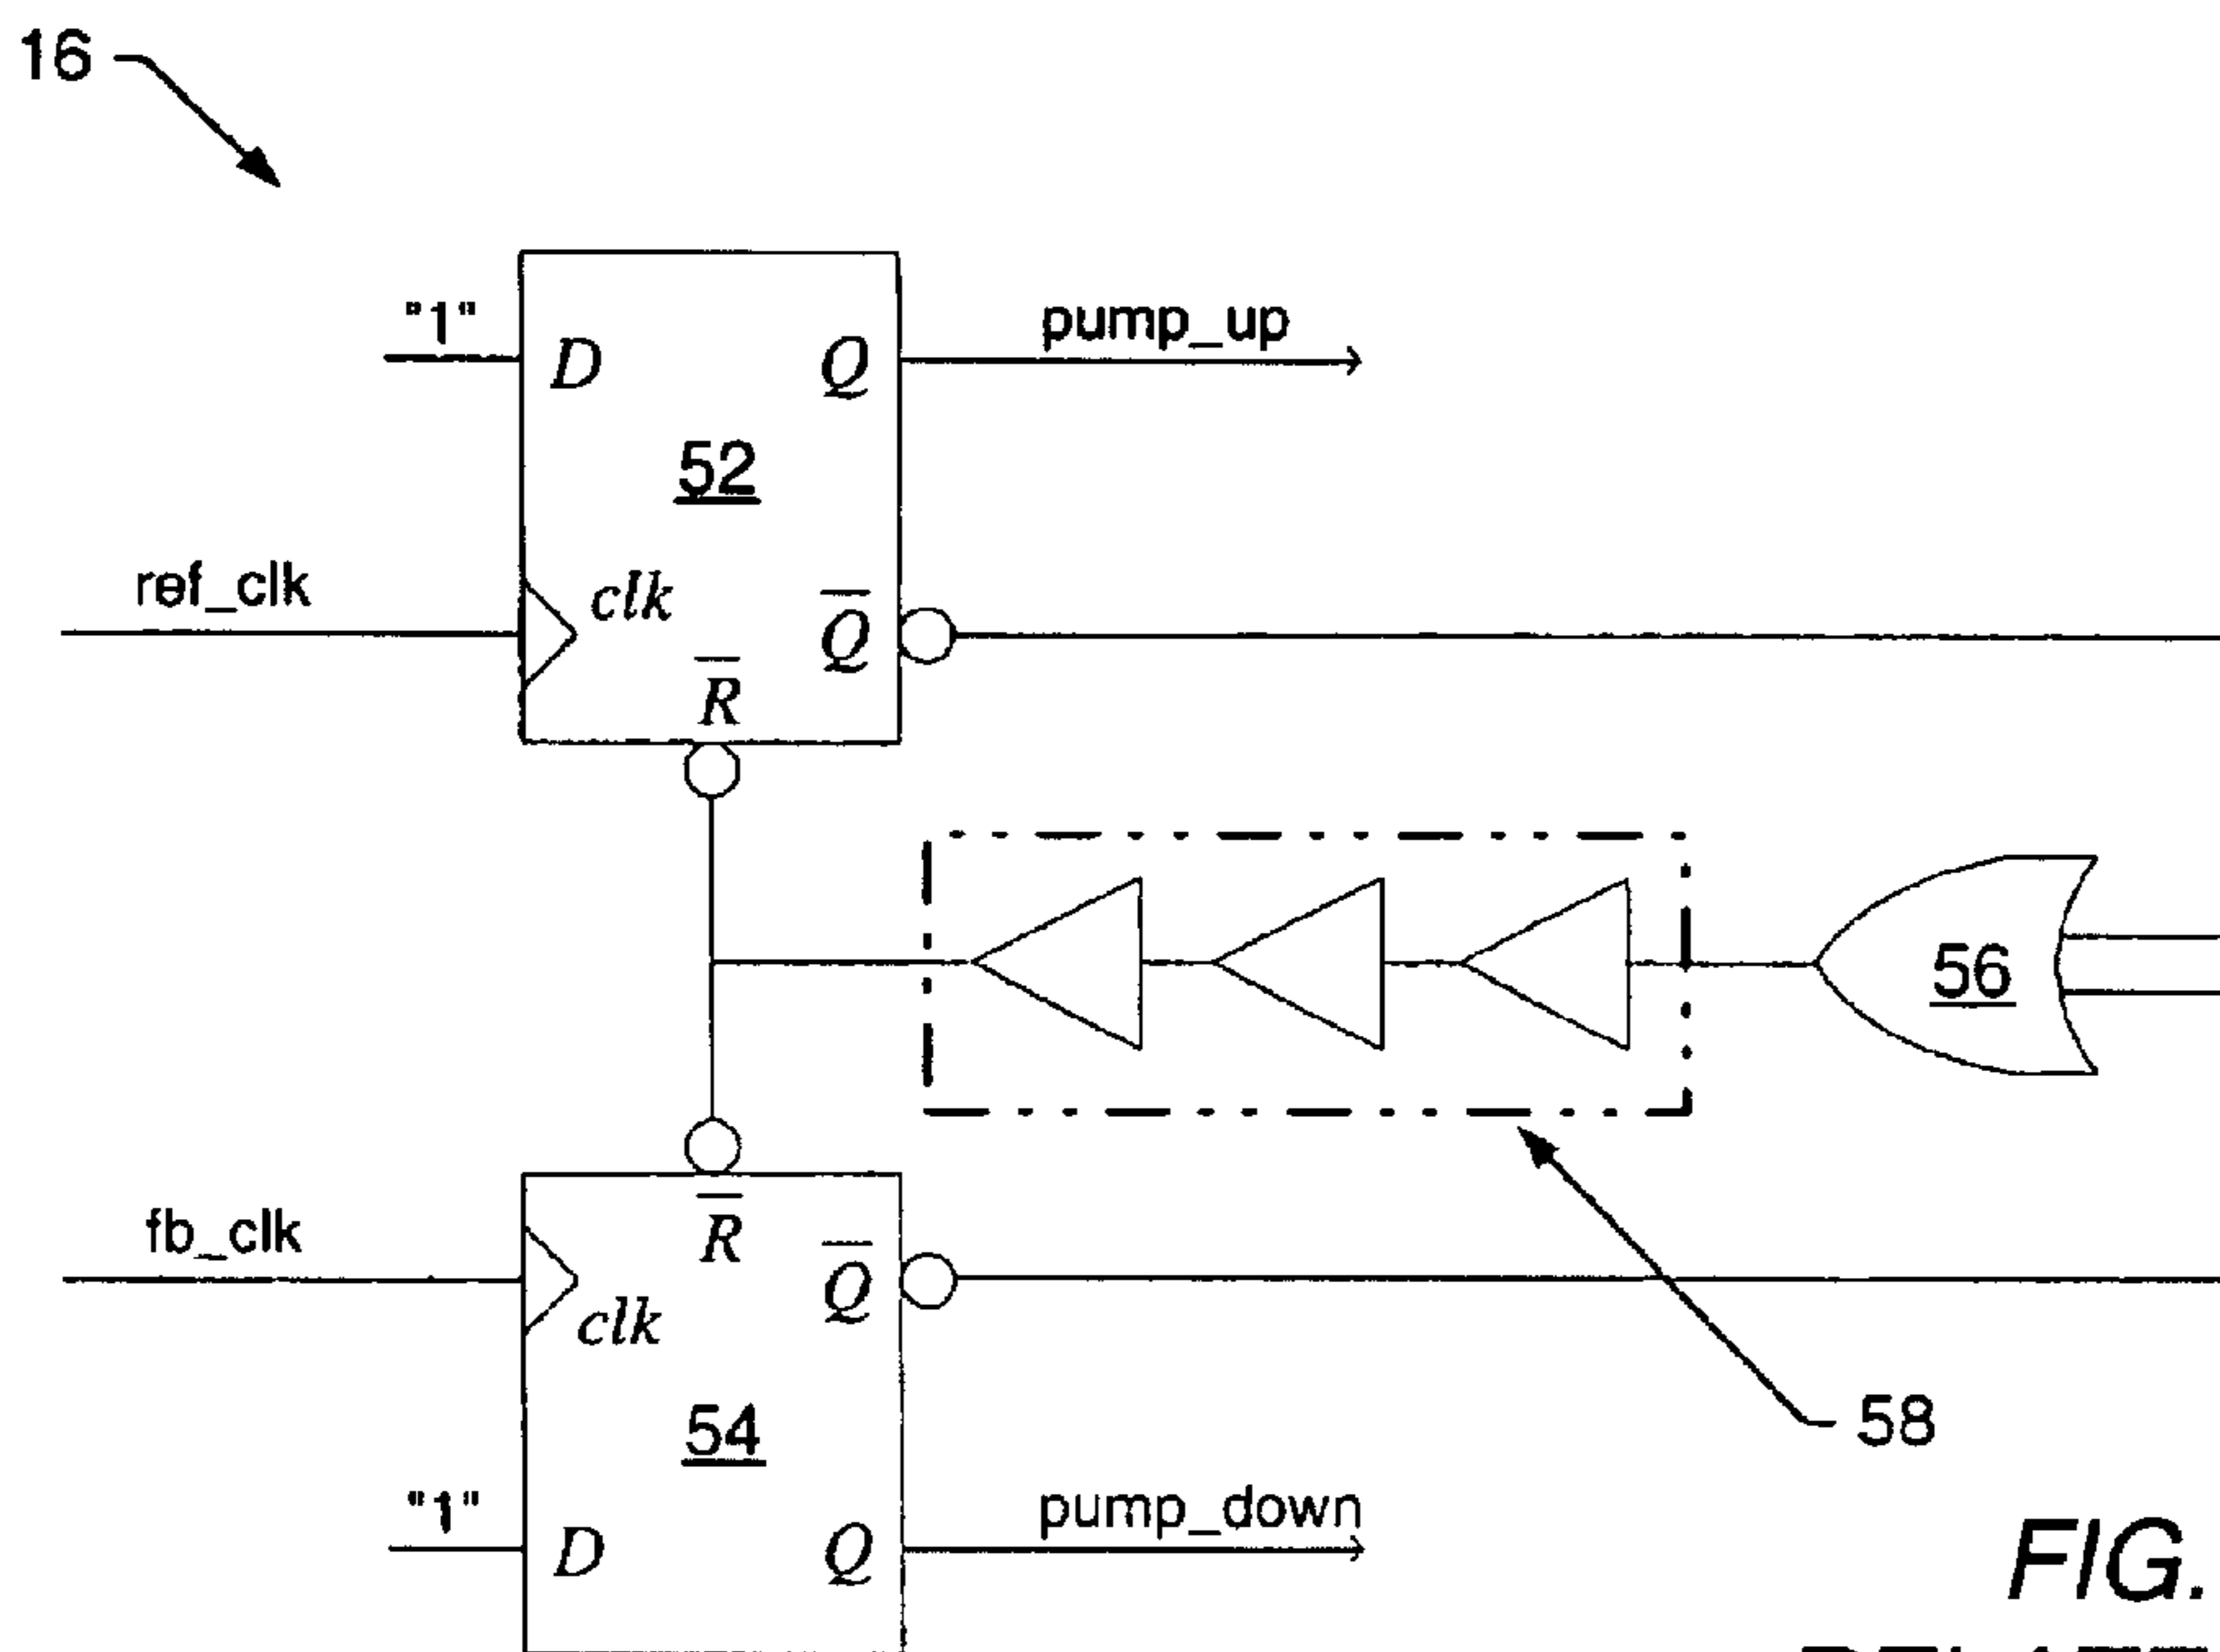 16
"1"
D
Q
pump_up
52
ref_clk
clk
Q
R
56
fb_clk
R
Q
clk
58
54
"1"
D
Q
pump_down
FIG.